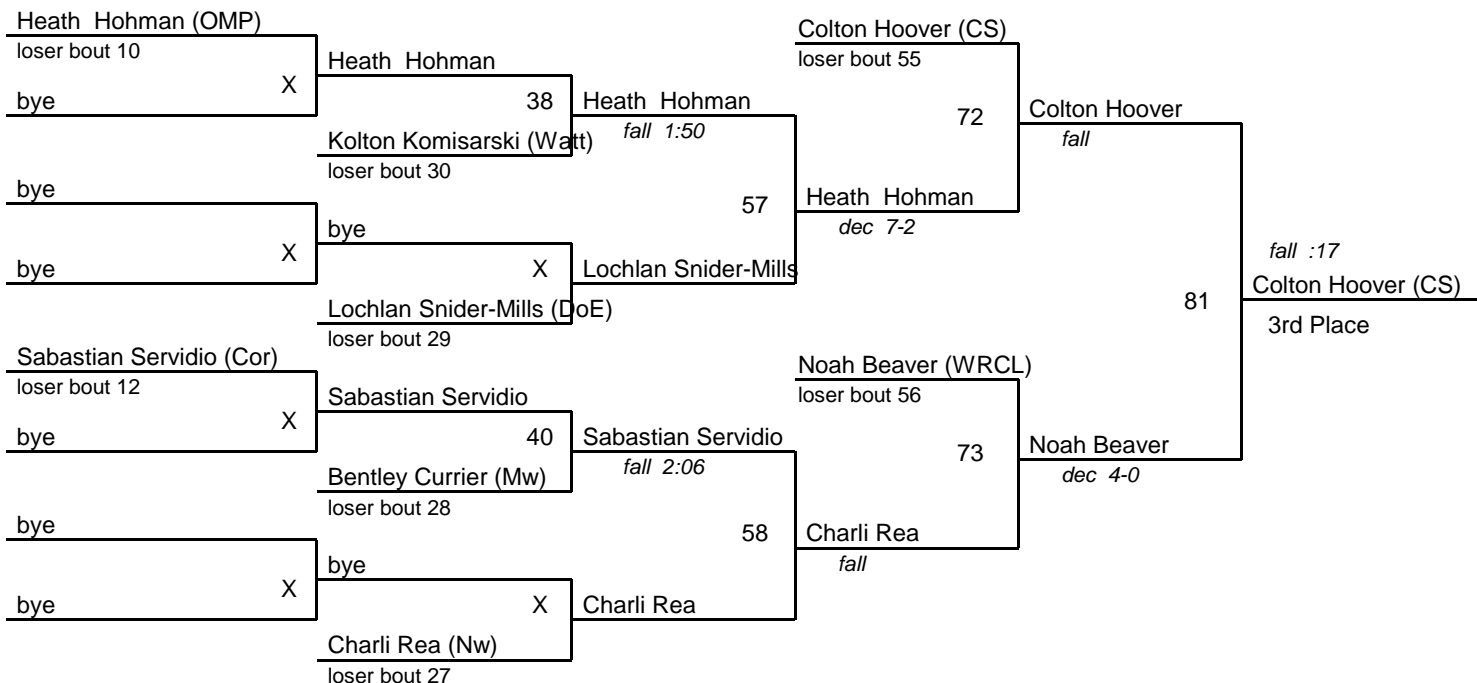 Heath  Hohman (OMP)
loser bout 10
X
bye
bye
X
bye
Sabastian Servidio (Cor)
loser bout 12
X
bye
bye
X
bye
Heath  Hohman
38
Kolton Komisarski (Watt)
loser bout 30
bye
X
Lochlan Snider-Mills (DoE)
loser bout 29
Sabastian Servidio
40
Bentley Currier (Mw)
loser bout 28
bye
X
Charli Rea (Nw)
loser bout 27
Heath  Hohman
fall  1:50
57
Lochlan Snider-Mills
Sabastian Servidio
fall  2:06
58
Charli Rea
Colton Hoover (CS)
loser bout 55
72
Heath  Hohman
dec  7-2
Noah Beaver (WRCL)
loser bout 56
73
Charli Rea
fall
Colton Hoover
fall
81
Noah Beaver
dec  4-0
fall  :17
Colton Hoover (CS)
3rd Place